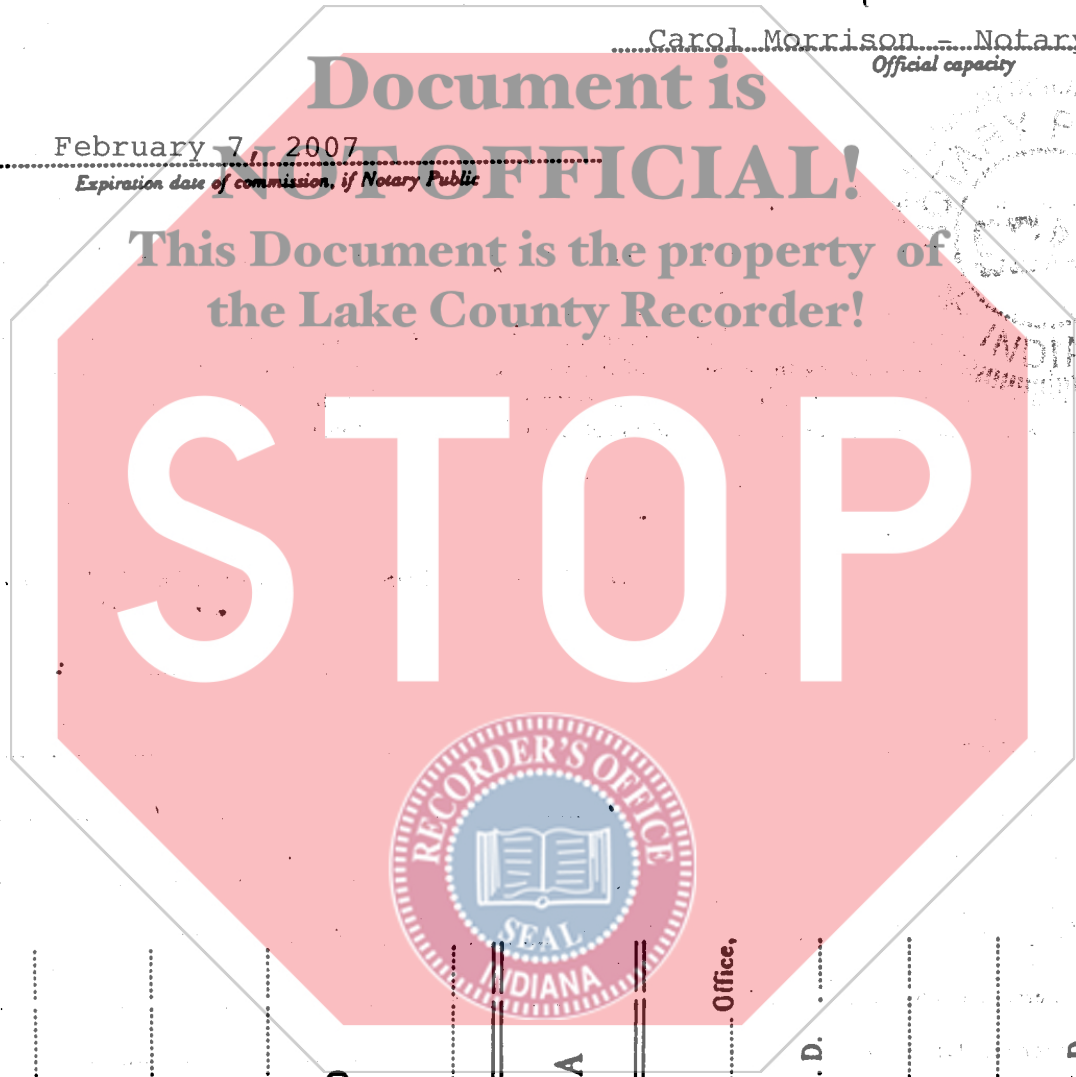 Carol Morrison - Notary
Official capacity
Document is
February 7, 2007
NOT OFFICIAL!
Expiration date of commission, if Notary Public
This Document is the property of
the Lake County Recorder!
INDI
STOP
RECORDER'S OFFICE
SEAL
INDIANA
Office,
A
D.